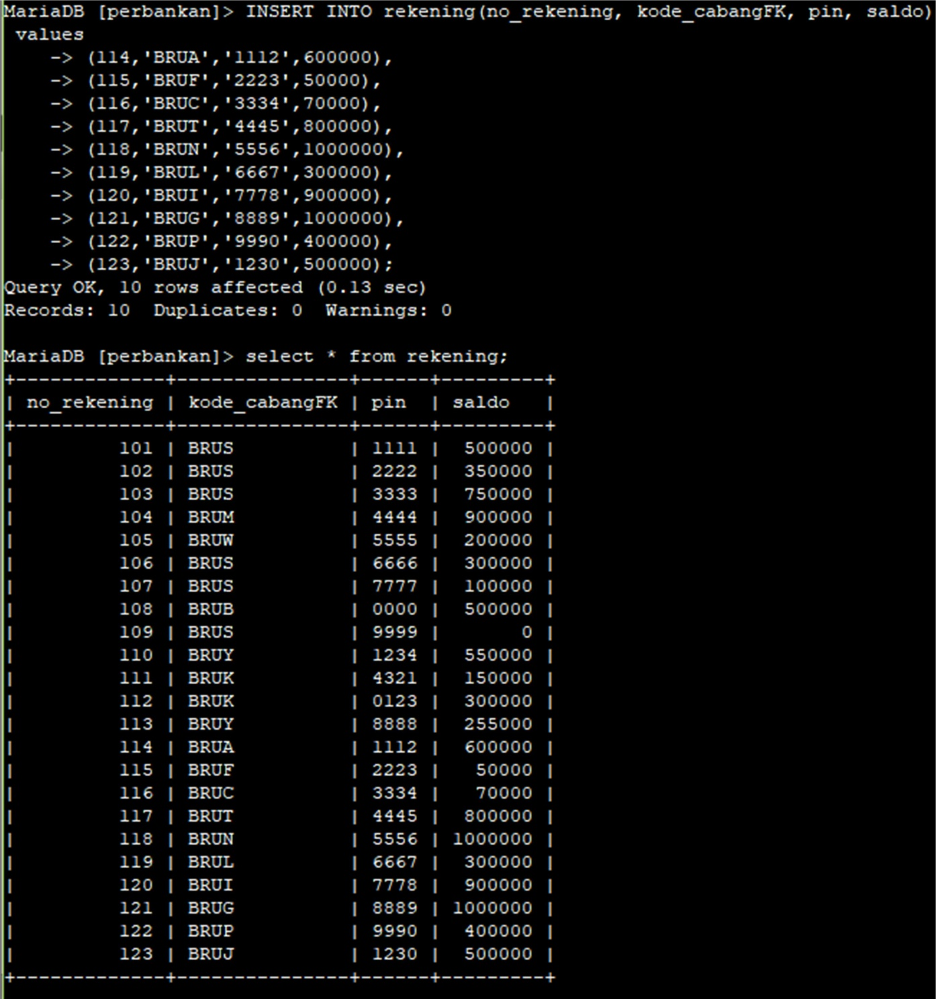 MariaDB [perbankan]> INSERT INTO rekening(no_rekening, kode_cabangFK, pin, saldo)
 values
    -> (114,'BRUA','1112',600000),
    -> (115,'BRUF','2223',50000),
    -> (116,'BRUC','3334',70000),
    -> (117,'BRUT','4445',800000),
    -> (118,'BRUN','5556',1000000),
    -> (119,'BRUL','6667',300000),
    -> (120,'BRUI','7778',900000),
    -> (121,'BRUG','8889',1000000),
    -> (122,'BRUP','9990',400000),
    -> (123,'BRUJ','1230',500000);
Query OK, 10 rows affected (0.13 sec)
Records: 10  Duplicates: 0  Warnings: 0

MariaDB [perbankan]> select * from rekening;
+-------------+---------------+------+---------+
| no_rekening | kode_cabangFK | pin  | saldo   |
+-------------+---------------+------+---------+
|         101 | BRUS          | 1111 |  500000 |
|         102 | BRUS          | 2222 |  350000 |
|         103 | BRUS          | 3333 |  750000 |
|         104 | BRUM          | 4444 |  900000 |
|         105 | BRUW          | 5555 |  200000 |
|         106 | BRUS          | 6666 |  300000 |
|         107 | BRUS          | 7777 |  100000 |
|         108 | BRUB          | 0000 |  500000 |
|         109 | BRUS          | 9999 |       0 |
|         110 | BRUY          | 1234 |  550000 |
|         111 | BRUK          | 4321 |  150000 |
|         112 | BRUK          | 0123 |  300000 |
|         113 | BRUY          | 8888 |  255000 |
|         114 | BRUA          | 1112 |  600000 |
|         115 | BRUF          | 2223 |   50000 |
|         116 | BRUC          | 3334 |   70000 |
|         117 | BRUT          | 4445 |  800000 |
|         118 | BRUN          | 5556 | 1000000 |
|         119 | BRUL          | 6667 |  300000 |
|         120 | BRUI          | 7778 |  900000 |
|         121 | BRUG          | 8889 | 1000000 |
|         122 | BRUP          | 9990 |  400000 |
|         123 | BRUJ          | 1230 |  500000 |
+-------------+---------------+------+---------+